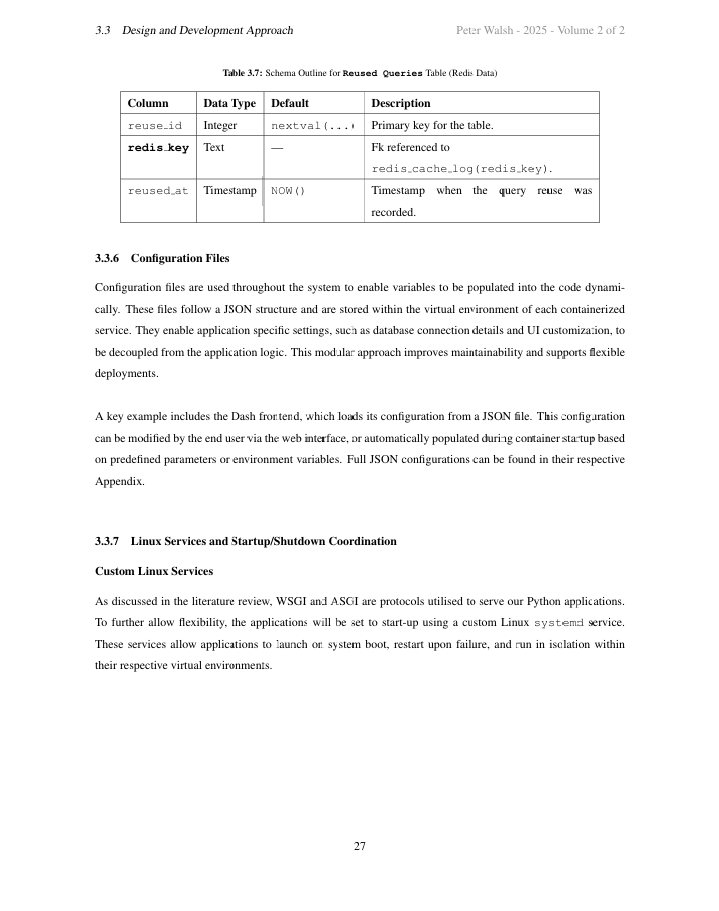 3.3 Design and Development Approach Peter Walsh - 2025 - Volume 2 of 2
Table 3.7: Schema Outline for Reused Queries Table (Redis Data)
Column Data Type Default Description
reuse_id Integer nextval(... Primary key for the table.
redis_key Text — Fk referenced to
redis_cache_log(redis_key).
reused_at Timestamp NOW() Timestamp when the query reuse was
recorded.
3.3.6 Configuration Files
Configuration files are used throughout the system to enable variables to be populated into the code dynami-
cally. These files follow a JSON structure and are stored within the virtual environment of each containerized
service. They enable application specific settings, such as database connection details and UI customization, to
be decoupled from the application logic. This modular approach improves maintainability and supports flexible
deployments.
A key example includes the Dash frontend, which loads its configuration from a JSON file. This configuration
can be modified by the end user via the web interface, or automatically populated during container startup based
on predefined parameters or environment variables. Full JSON configurations can be found in their respective
Appendix.
3.3.7 Linux Services and Startup/Shutdown Coordination
Custom Linux Services
As discussed in the literature review, WSGI and ASGI are protocols utilised to serve our Python applications.
To further allow flexibility, the applications will be set to start-up using a custom Linux systemd service.
These services allow applications to launch on system boot, restart upon failure, and run in isolation within
their respective virtual environments.
27